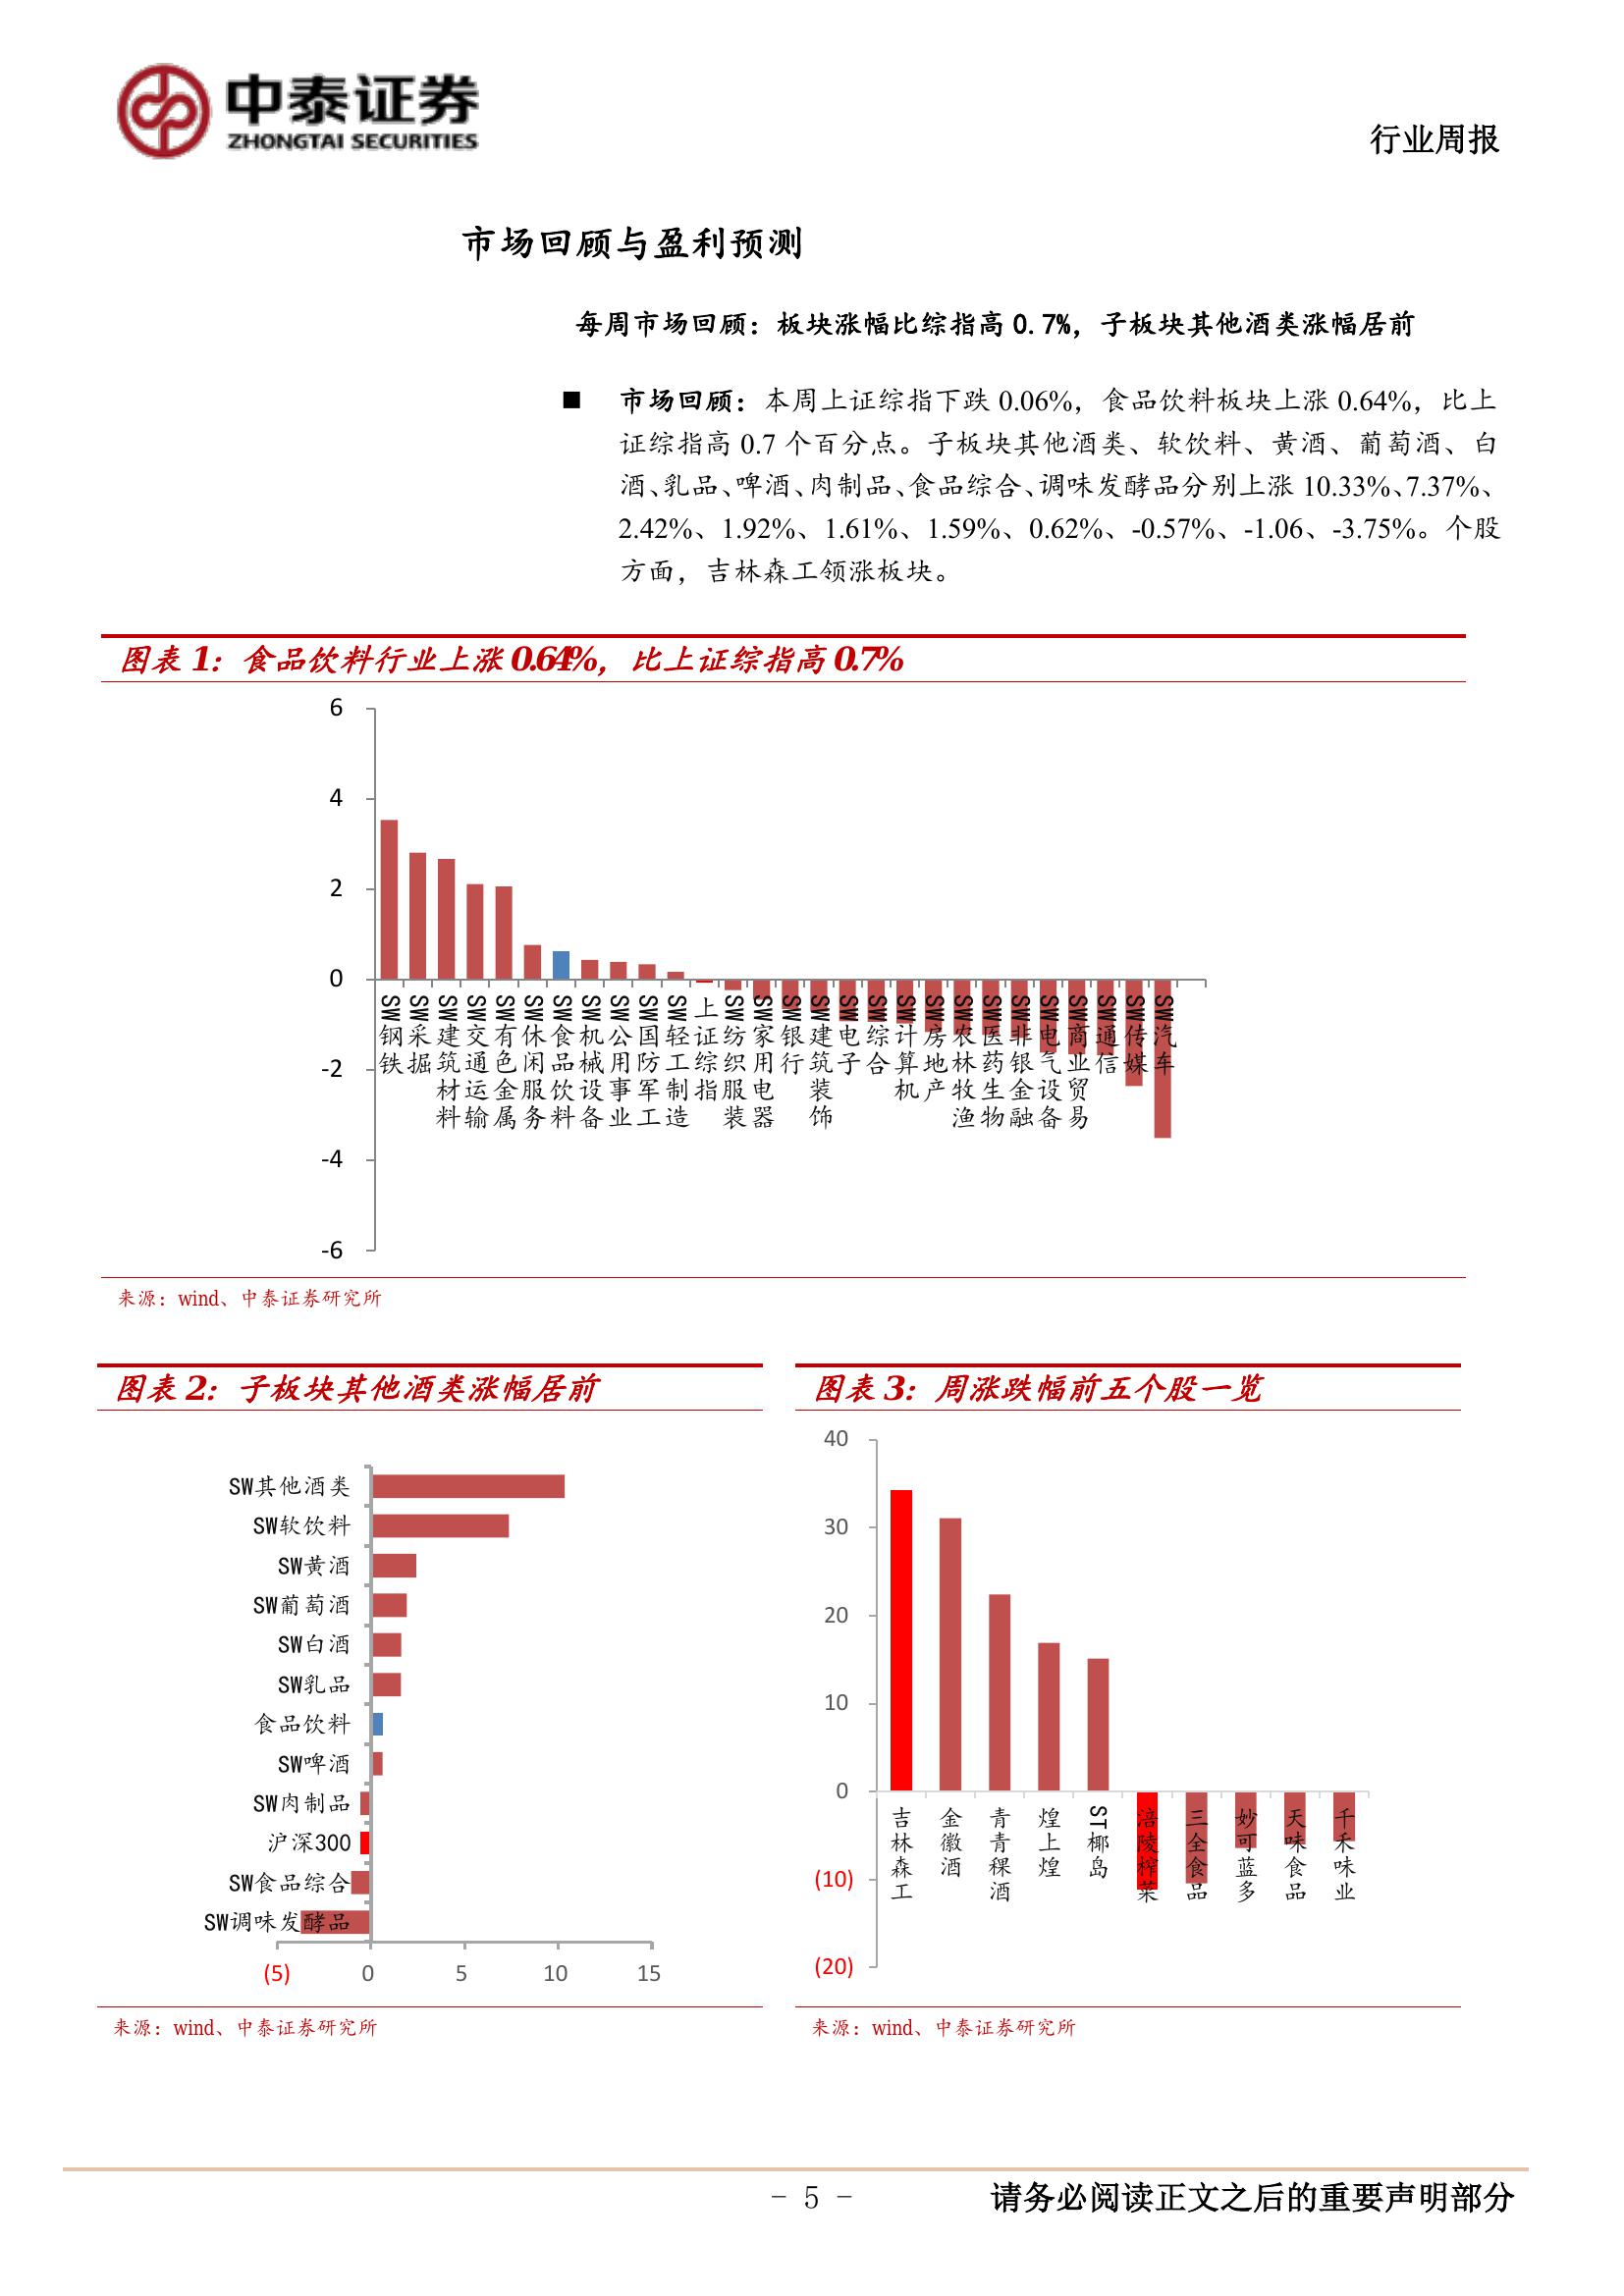 中泰证券
ZHONGTAI SECURITIES
行业周报
市场回顾与盈利预测
每周市场回顾：板块涨幅比综指高 0.7%，子板块其他酒类涨幅居前
■ 市场回顾：本周上证综指下跌 0.06%，食品饮料板块上涨 0.64%，比上
证综指高 0.7 个百分点。子板块其他酒类、软饮料、黄酒、葡萄酒、白
酒、乳品、啤酒、肉制品、食品综合、调味发酵品分别上涨 10.33%、7.37%、
2.42%、1.92%、1.61%、1.59%、0.62%、-0.57%、-1.06、-3.75%。个股
方面，吉林森工领涨板块。
图表 1：食品饮料行业上涨 0.64%，比上证综指高 0.7%
6
4
2
0
-2
-4
-6
SW钢铁
SW采掘
SW建筑材料
SW交通运输
SW有色金属
SW休闲服务
SW食品饮料
SW机械设备
SW公用事业
SW国防军工
SW轻工制造
上证综指
SW纺织服装
SW家用电器
SW银行
SW建筑装饰
SW电子
SW综合
SW计算机
SW房地产
SW农林牧渔
SW医药生物
SW非银金融
SW电气设备
SW商业贸易
SW通信
SW传媒
SW汽车
来源：wind、中泰证券研究所
图表 2：子板块其他酒类涨幅居前
SW其他酒类
SW软饮料
SW黄酒
SW葡萄酒
SW白酒
SW乳品
食品饮料
SW啤酒
SW肉制品
沪深300
SW食品综合
SW调味发酵品
(5) 0 5 10 15
来源：wind、中泰证券研究所
图表 3：周涨跌幅前五个股一览
40
30
20
10
0
(10)
(20)
吉林森工
金徽酒
青青稞酒
煌上煌
ST椰岛
涪陵榨菜
三全食品
妙可蓝多
天味食品
千禾味业
来源：wind、中泰证券研究所
- 5 -
请务必阅读正文之后的重要声明部分